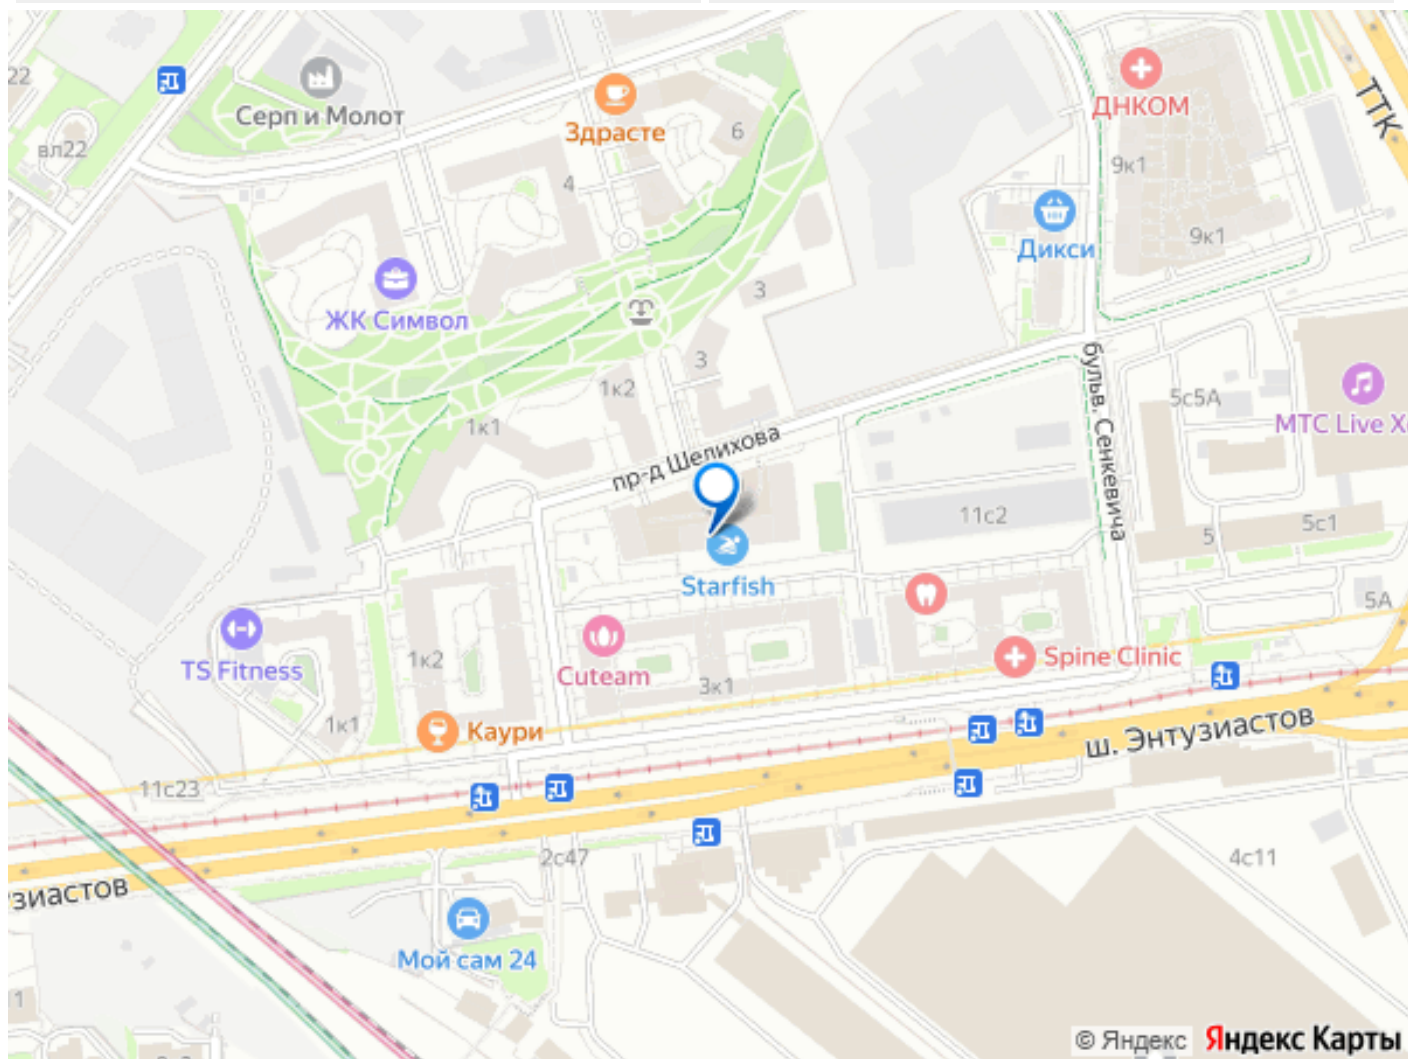 22
Серп и Молот
вл22
Здрасте
6
4
ДНКОМ
9к1
ТТК
Дикси
9к1
ЖК Символ
3
3
1к2
1к1
пр-д Шелихова
бульв. Сенкевича
5с5А
МТС Live Х
11с2
5с1
5
Starfish
5А
TS Fitness
1к2
Cuteam
3к1
Spine Clinic
1к1
Каури
ш. Энтузиастов
11с23
2с47
4с11
узиастов
Мой сам 24
1
© Яндекс Яндекс Карты